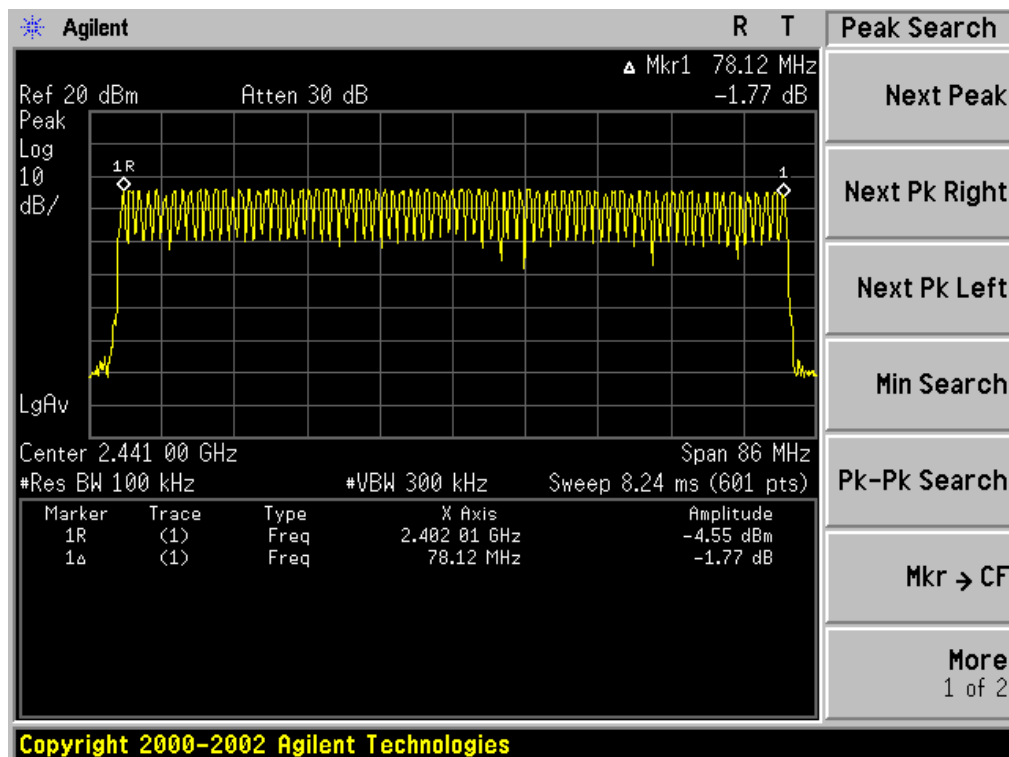 Agilent R T Peak Search
Δ Mkr1 78.12 MHz
Ref 20 dBm Atten 30 dB −1.77 dB
Peak
Log
10
dB/
1R
1
LgAv
Center 2.441 00 GHz Span 86 MHz
#Res BW 100 kHz #VBW 300 kHz Sweep 8.24 ms (601 pts)
Marker Trace Type X Axis Amplitude
1R (1) Freq 2.402 01 GHz −4.55 dBm
1Δ (1) Freq 78.12 MHz −1.77 dB
Next Peak
Next Pk Right
Next Pk Left
Min Search
Pk−Pk Search
Mkr → CF
More
1 of 2
Copyright 2000−2002 Agilent Technologies